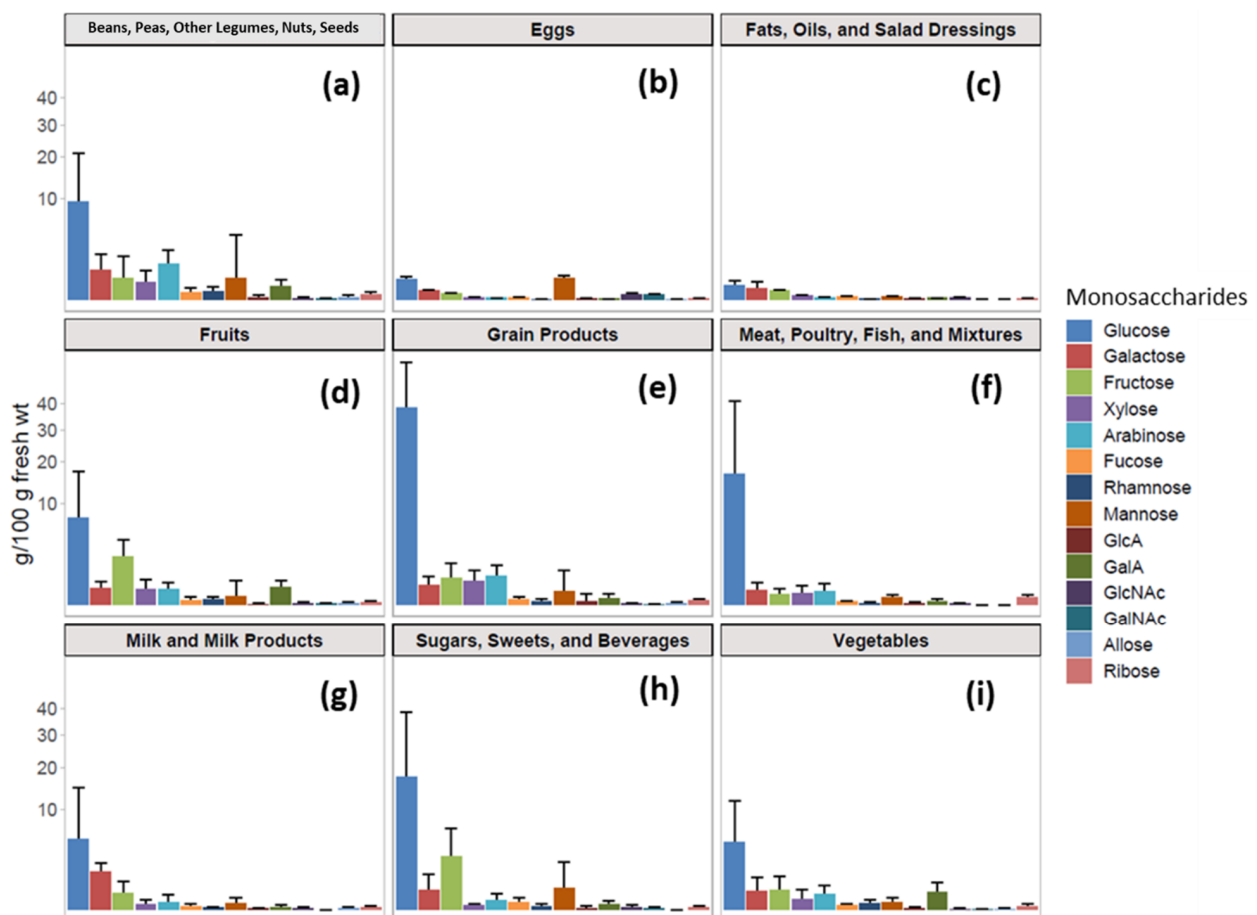 Beans, Peas, Other Legumes, Nuts, Seeds
Eggs
Fats, Oils, and Salad Dressings
(a)
(b)
(c)
40
30
20
10
Fruits
Grain Products
Meat, Poultry, Fish, and Mixtures
(d)
(e)
(f)
40
30
20
10
g/100 g fresh wt
Milk and Milk Products
Sugars, Sweets, and Beverages
Vegetables
(g)
(h)
(i)
40
30
20
10
Monosaccharides
Glucose
Galactose
Fructose
Xylose
Arabinose
Fucose
Rhamnose
Mannose
GlcA
GalA
GlcNAc
GalNAc
Allose
Ribose